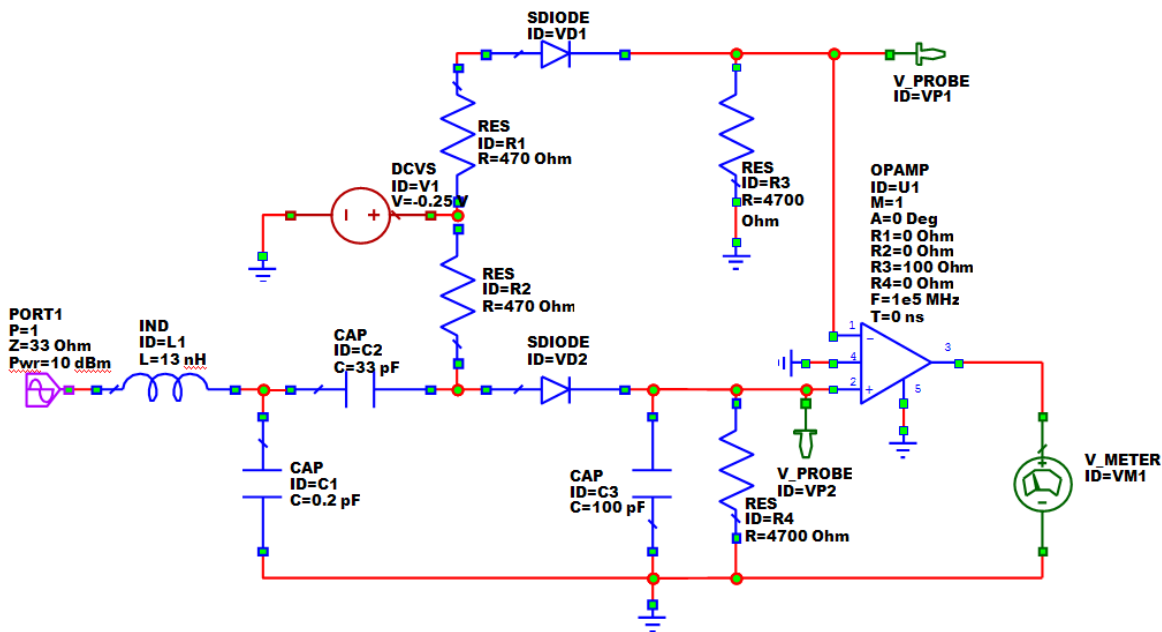 SDIODE
ID=VD1
V_PROBE
ID=VP1
RES
ID=R1
R=470 Ohm
RES
ID=R3
R=4700
Ohm
DCVS
ID=V1
V=-0.25 V
OPAMP
ID=U1
M=1
A=0 Deg
R1=0 Ohm
R2=0 Ohm
R3=100 Ohm
R4=0 Ohm
F=1e5 MHz
T=0 ns
RES
ID=R2
R=470 Ohm
PORT1
P=1
Z=33 Ohm
Pwr=10 dBm
IND
ID=L1
L=13 nH
CAP
ID=C2
C=33 pF
SDIODE
ID=VD2
1
3
4
2
5
CAP
ID=C1
C=0.2 pF
CAP
ID=C3
C=100 pF
V_PROBE
ID=VP2
RES
ID=R4
R=4700 Ohm
V_METER
ID=VM1